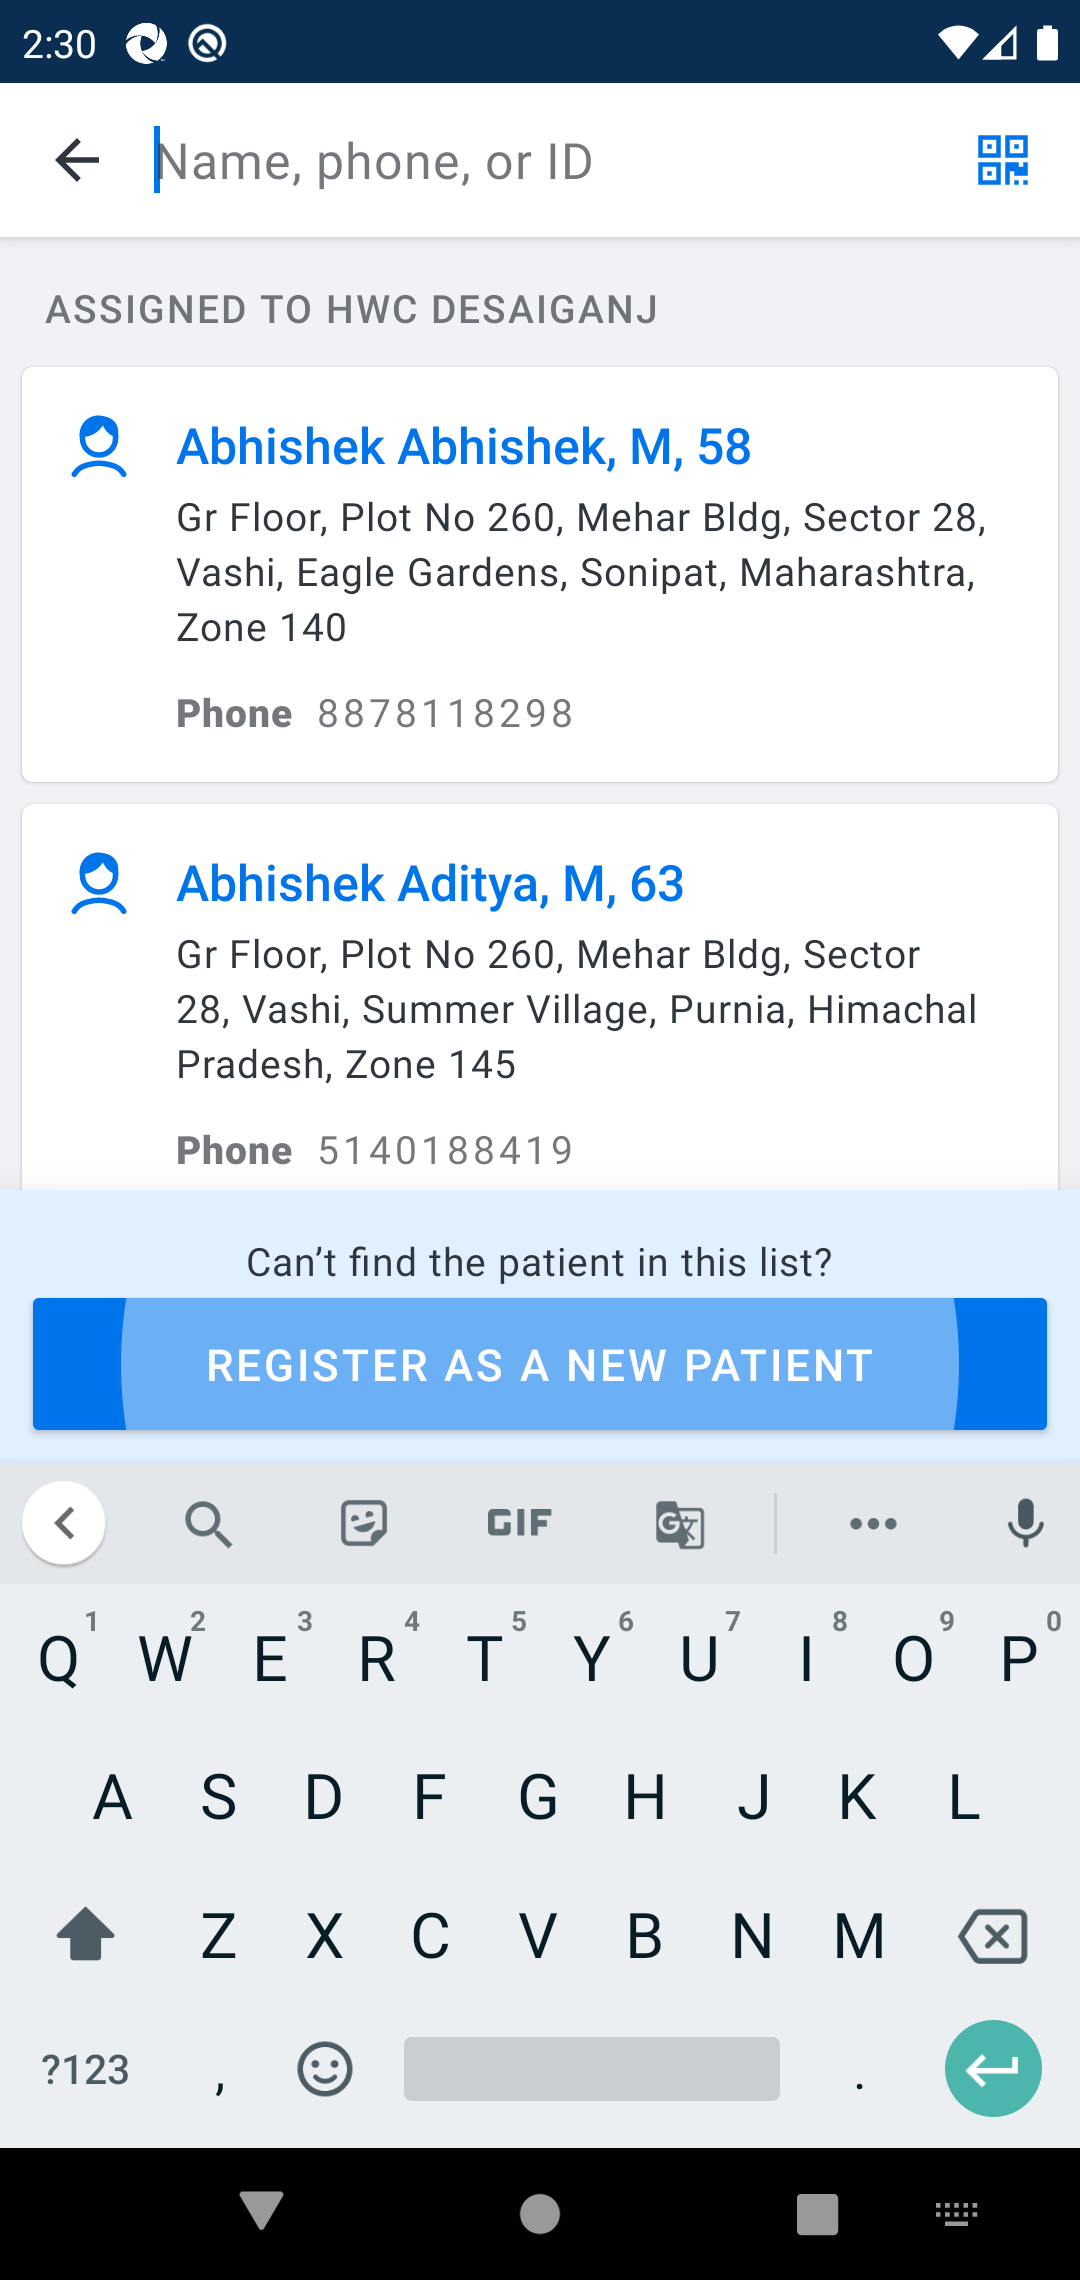 2:30
Name, phone, or ID
ASSIGNED TO HWC DESAIGANJ
Abhishek Abhishek, M, 58
Gr Floor, Plot No 260, Mehar Bldg, Sector 28,
Vashi, Eagle Gardens, Sonipat, Maharashtra,
Zone 140
Phone 8878118298
Abhishek Aditya, M, 63
Gr Floor, Plot No 260, Mehar Bldg, Sector
28, Vashi, Summer Village, Purnia, Himachal
Pradesh, Zone 145
Phone 5140188419
Can’t find the patient in this list?
REGISTER AS A NEW PATIENT
GIF
1 2 3 4 5 6 7 8 9 0
Q W E R T Y U I O P
A S D F G H J K L
Z X C V B N M
?123 , .